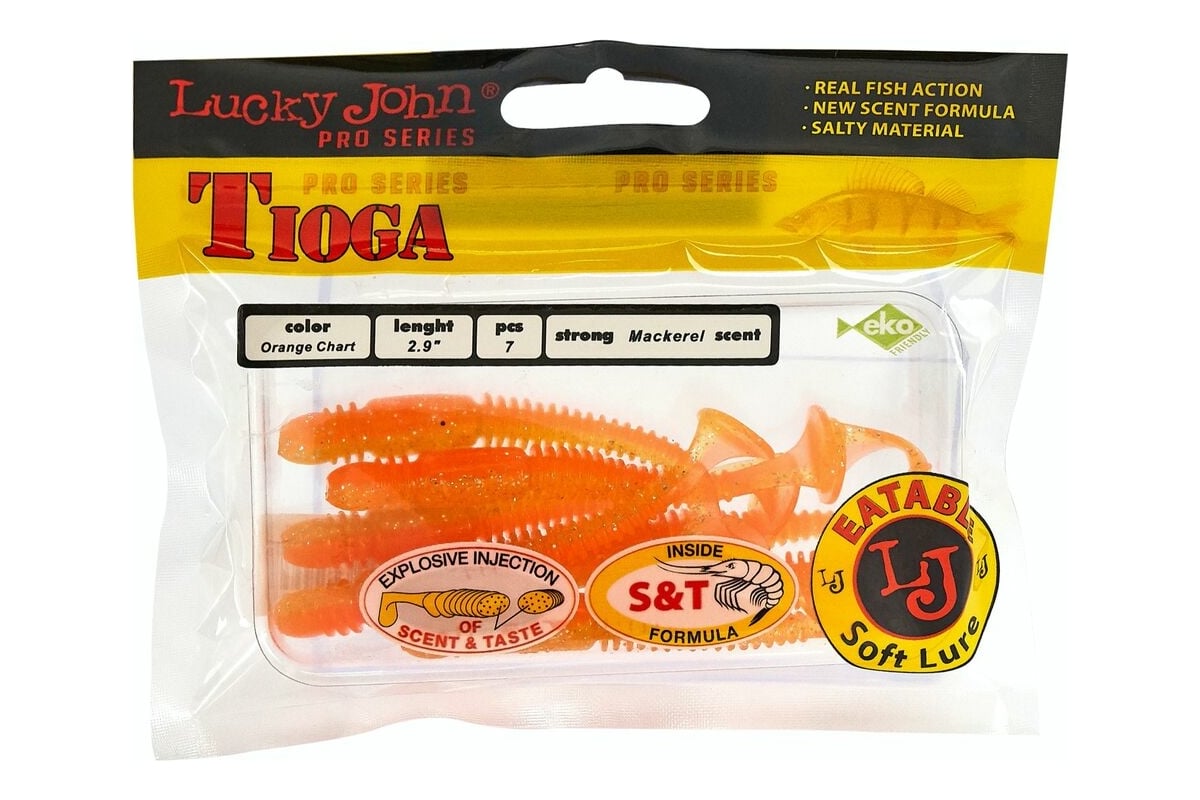 Lucky John®
PRO SERIES
· REAL FISH ACTION
· NEW SCENT FORMULA
· SALTY MATERIAL
TIOGA
PRO SERIES
PRO SERIES
color
Orange Chart
lenght
2.9"
pcs
7
strong Mackerel scent
eko
FRIENDLY
EXPLOSIVE INJECTION
OF
SCENT & TASTE
INSIDE
S&T
FORMULA
EATABLE
LJ
LJ
LJ
Soft Lure